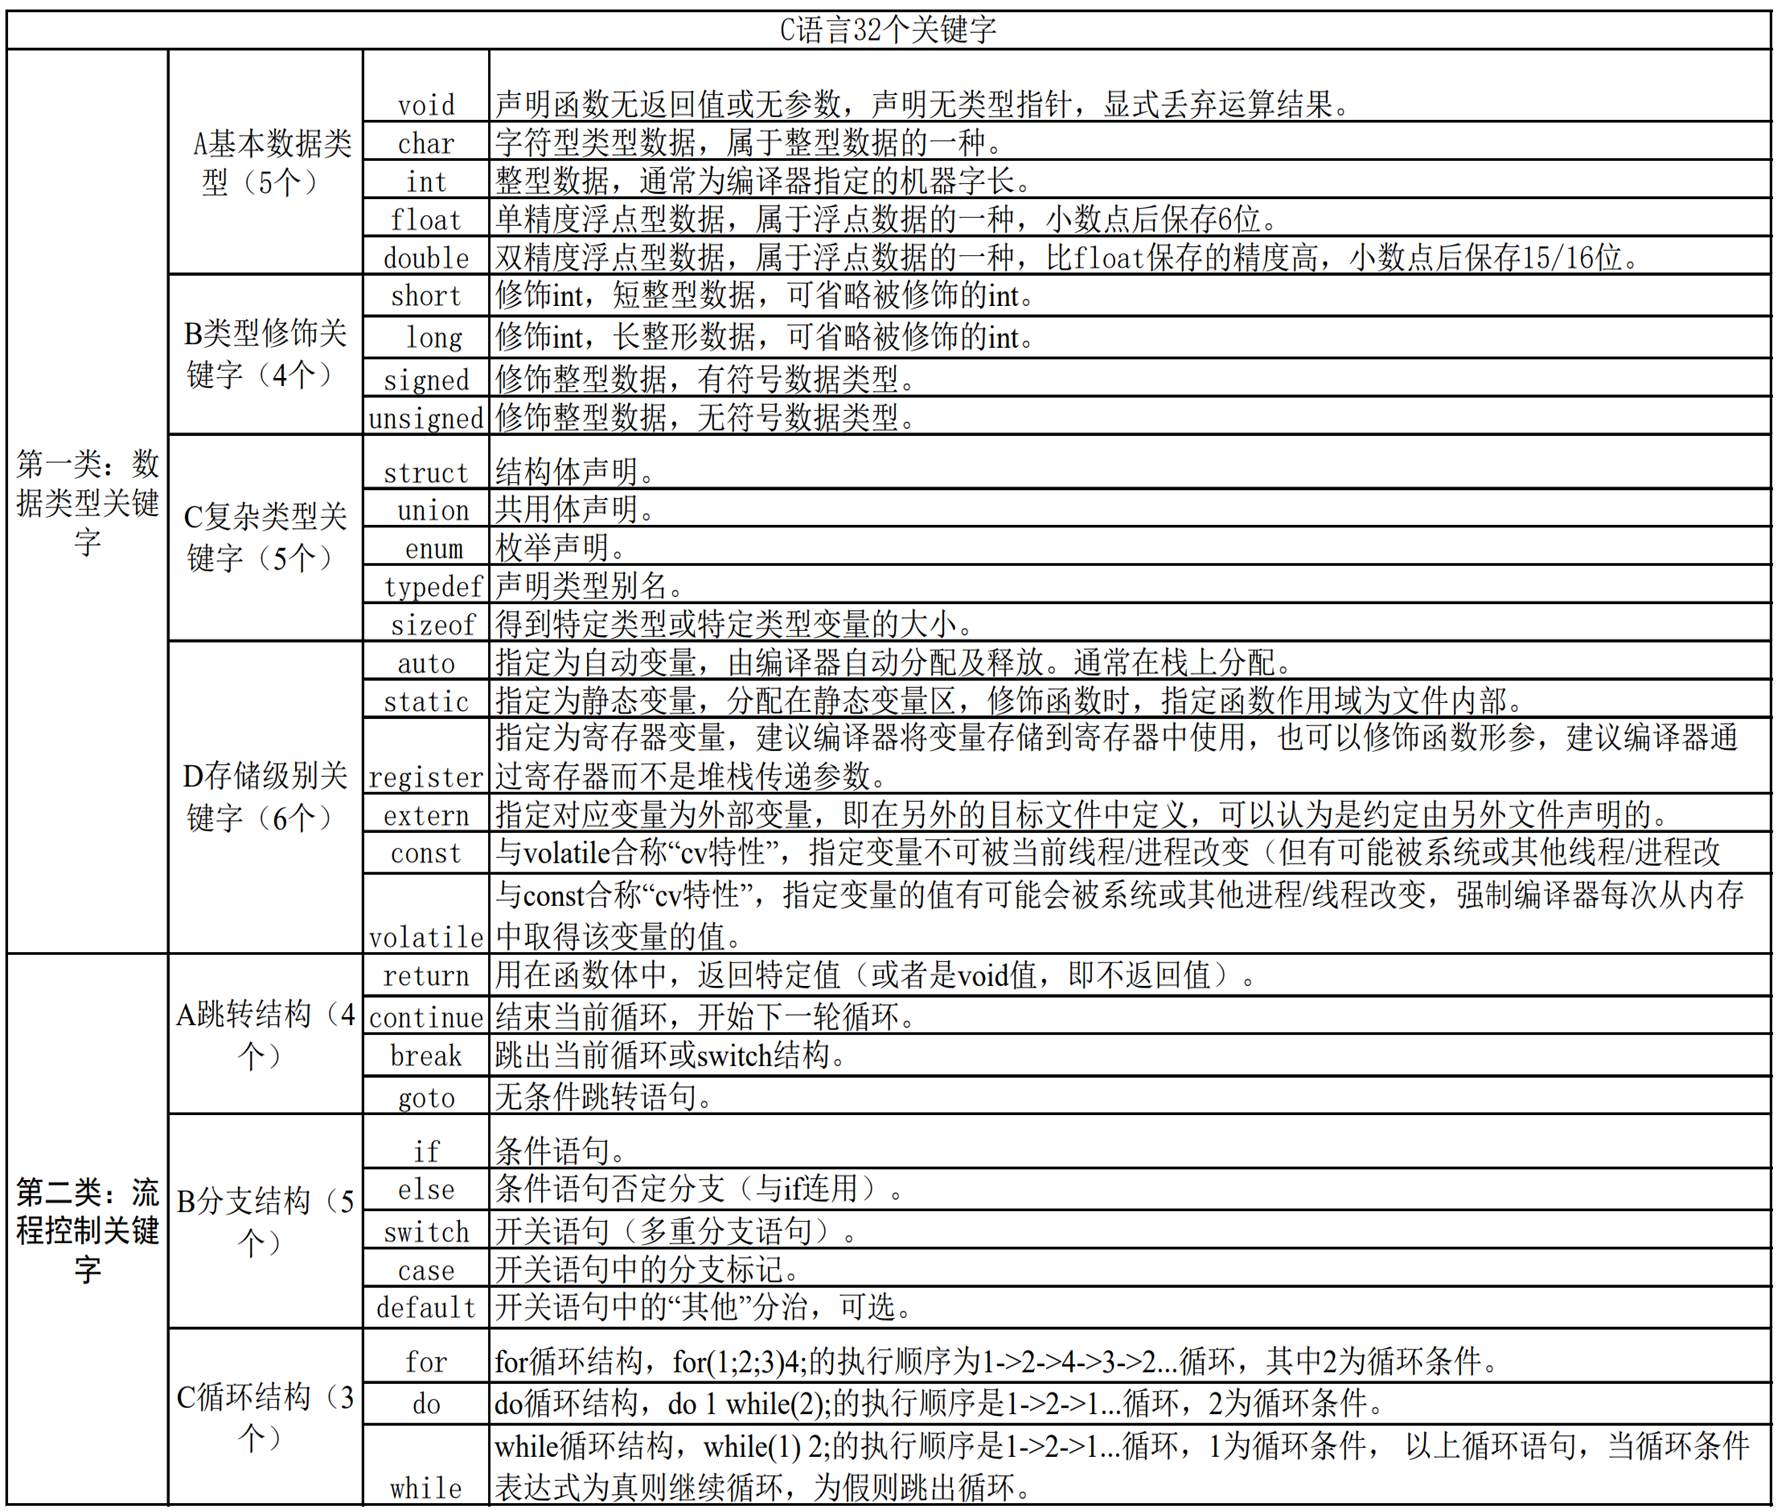 C语言32个关键字
第一类：数
据类型关键
字
A基本数据类
型（5个）
void 声明函数无返回值或无参数，声明无类型指针，显式丢弃运算结果。
char 字符型类型数据，属于整型数据的一种。
int 整型数据，通常为编译器指定的机器字长。
float 单精度浮点型数据，属于浮点数据的一种，小数点后保存6位。
double 双精度浮点型数据，属于浮点数据的一种，比float保存的精度高，小数点后保存15/16位。
B类型修饰关
键字（4个）
short 修饰int，短整型数据，可省略被修饰的int。
long 修饰int，长整形数据，可省略被修饰的int。
signed 修饰整型数据，有符号数据类型。
unsigned 修饰整型数据，无符号数据类型。
C复杂类型关
键字（5个）
struct 结构体声明。
union 共用体声明。
enum 枚举声明。
typedef 声明类型别名。
sizeof 得到特定类型或特定类型变量的大小。
D存储级别关
键字（6个）
auto 指定为自动变量，由编译器自动分配及释放。通常在栈上分配。
static 指定为静态变量，分配在静态变量区，修饰函数时，指定函数作用域为文件内部。
register 指定为寄存器变量，建议编译器将变量存储到寄存器中使用，也可以修饰函数形参，建议编译器通
过寄存器而不是堆栈传递参数。
extern 指定对应变量为外部变量，即在另外的目标文件中定义，可以认为是约定由另外文件声明的。
const 与volatile合称“cv特性”，指定变量不可被当前线程/进程改变（但有可能被系统或其他线程/进程改
volatile 与const合称“cv特性”，指定变量的值有可能会被系统或其他进程/线程改变，强制编译器每次从内存
中取得该变量的值。
第二类：流
程控制关键
字
A跳转结构（4
个）
return 用在函数体中，返回特定值（或者是void值，即不返回值）。
continue 结束当前循环，开始下一轮循环。
break 跳出当前循环或switch结构。
goto 无条件跳转语句。
B分支结构（5
个）
if 条件语句。
else 条件语句否定分支（与if连用）。
switch 开关语句（多重分支语句）。
case 开关语句中的分支标记。
default 开关语句中的“其他”分治，可选。
C循环结构（3
个）
for for循环结构，for(1;2;3)4;的执行顺序为1->2->4->3->2...循环，其中2为循环条件。
do do循环结构，do 1 while(2);的执行顺序是1->2->1...循环，2为循环条件。
while while循环结构，while(1) 2;的执行顺序是1->2->1...循环，1为循环条件， 以上循环语句，当循环条件
表达式为真则继续循环，为假则跳出循环。